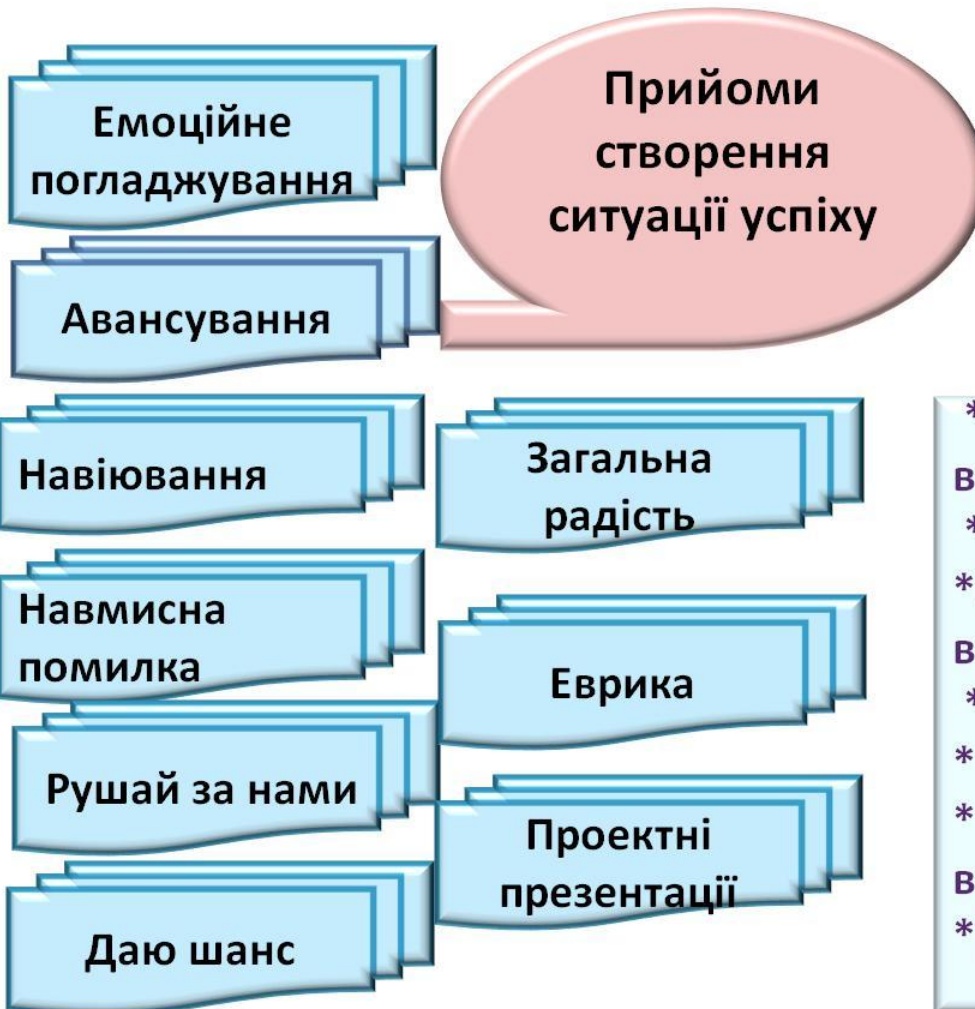 Прийоми
створення
ситуації успіху
Емоційне
погладжування
Авансування
Навіювання
Навмисна
помилка
Рушай за нами
Даю шанс
Загальна
радість
Еврика
Проектні
презентації
*
в
*
*
в
*
*
*
в
*